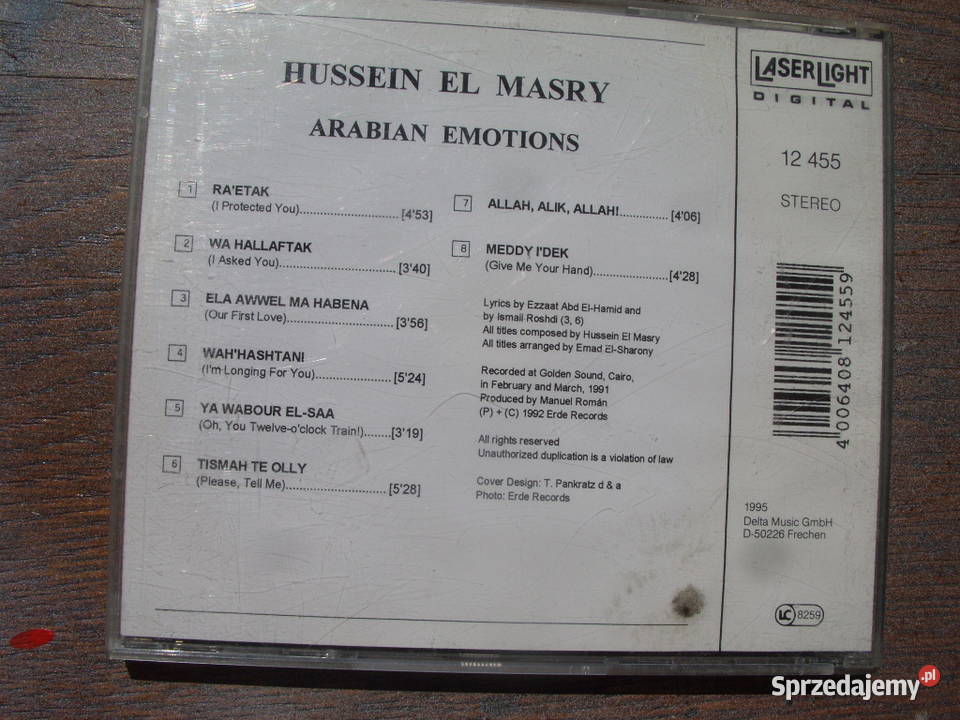 HUSSEIN EL MASRY
ARABIAN EMOTIONS
1 RA'ETAK
(I Protected You)............................ [4'53]
2 WA HALLAFTAK
(I Asked You)................................... [3'40]
3 ELA AWWEL MA HABENA
(Our First Love)................................ [3'56]
4 WAH'HASHTANI
(I'm Longing For You)...................... [5'24]
5 YA WABOUR EL-SAA
(Oh, You Twelve-o'clock Train!).......[3'19]
6 TISMAH TE OLLY
(Please, Tell Me)............................. [5'28]
7 ALLAH, ALIK, ALLAH!.............. [4'06]
8 MEDDY I'DEK
(Give Me Your Hand)......................[4'28]
Lyrics by Ezzaat Abd El-Hamid and
by Ismail Roshdi (3, 6)
All titles composed by Hussein El Masry
All titles arranged by Emad El-Sharony
Recorded at Golden Sound, Cairo,
in February and March, 1991
Produced by Manuel Román
(P) + (C) 1992 Erde Records
All rights reserved
Unauthorized duplication is a violation of law
Cover Design: T. Pankratz d & a
Photo: Erde Records
LASERLIGHT
DIGITAL
12 455
STEREO
4 006408 124559
1995
Delta Music GmbH
D-50226 Frechen
LC 8259
Sprzedajemy.pl